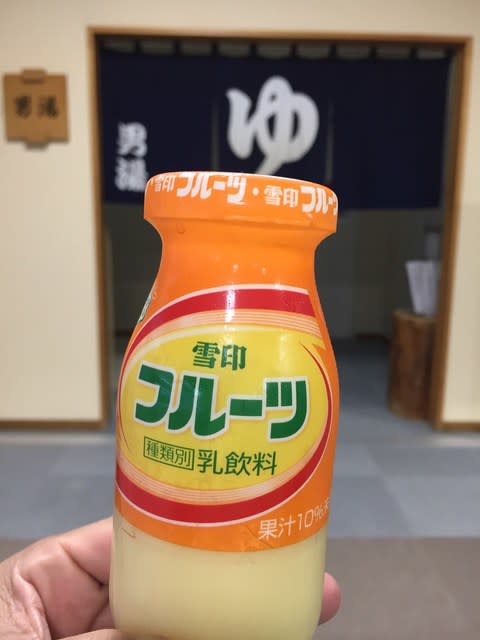 男湯
男湯
ゆ
雪印フルーツ・雪印フルーツ
雪印
フルーツ
種類別 乳飲料
果汁10%未